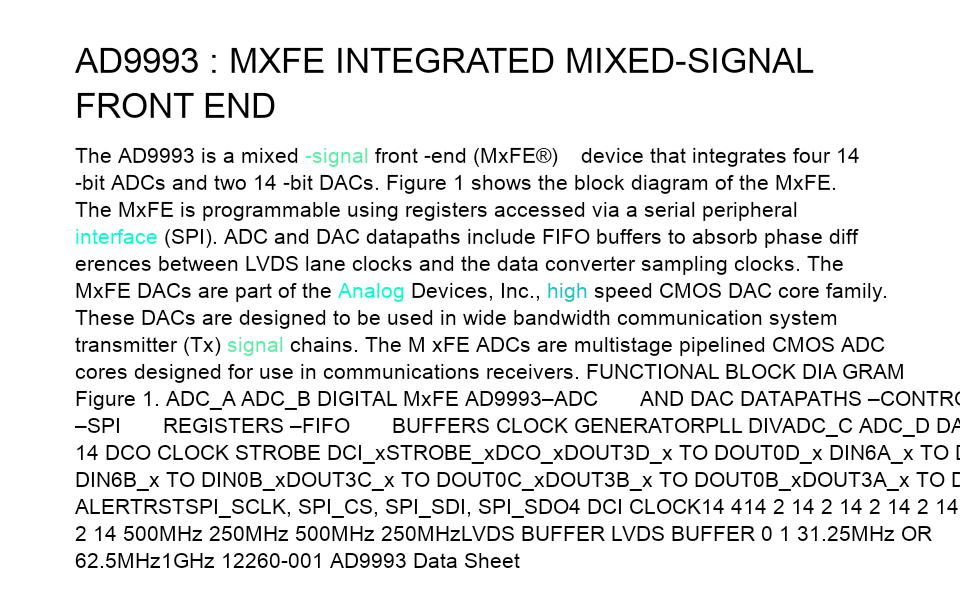 AD9993 : MXFE INTEGRATED MIXED-SIGNAL
FRONT END
The AD9993 is a mixed -signal front -end (MxFE®) device that integrates four 14
-bit ADCs and two 14 -bit DACs. Figure 1 shows the block diagram of the MxFE.
The MxFE is programmable using registers accessed via a serial peripheral
interface (SPI). ADC and DAC datapaths include FIFO buffers to absorb phase diff
erences between LVDS lane clocks and the data converter sampling clocks. The
MxFE DACs are part of the Analog Devices, Inc., high speed CMOS DAC core family.
These DACs are designed to be used in wide bandwidth communication system
transmitter (Tx) signal chains. The M xFE ADCs are multistage pipelined CMOS ADC
cores designed for use in communications receivers. FUNCTIONAL BLOCK DIA GRAM
Figure 1. ADC_A ADC_B DIGITAL MxFE AD9993–ADC AND DAC DATAPATHS –CONTRO
–SPI REGISTERS –FIFO BUFFERS CLOCK GENERATORPLL DIVADC_C ADC_D DA
14 DCO CLOCK STROBE DCI_xSTROBE_xDCO_xDOUT3D_x TO DOUT0D_x DIN6A_x TO D
DIN6B_x TO DIN0B_xDOUT3C_x TO DOUT0C_xDOUT3B_x TO DOUT0B_xDOUT3A_x TO D
ALERTRSTSPI_SCLK, SPI_CS, SPI_SDI, SPI_SDO4 DCI CLOCK14 414 2 14 2 14 2 14 2 14
2 14 500MHz 250MHz 500MHz 250MHzLVDS BUFFER LVDS BUFFER 0 1 31.25MHz OR
62.5MHz1GHz 12260-001 AD9993 Data Sheet